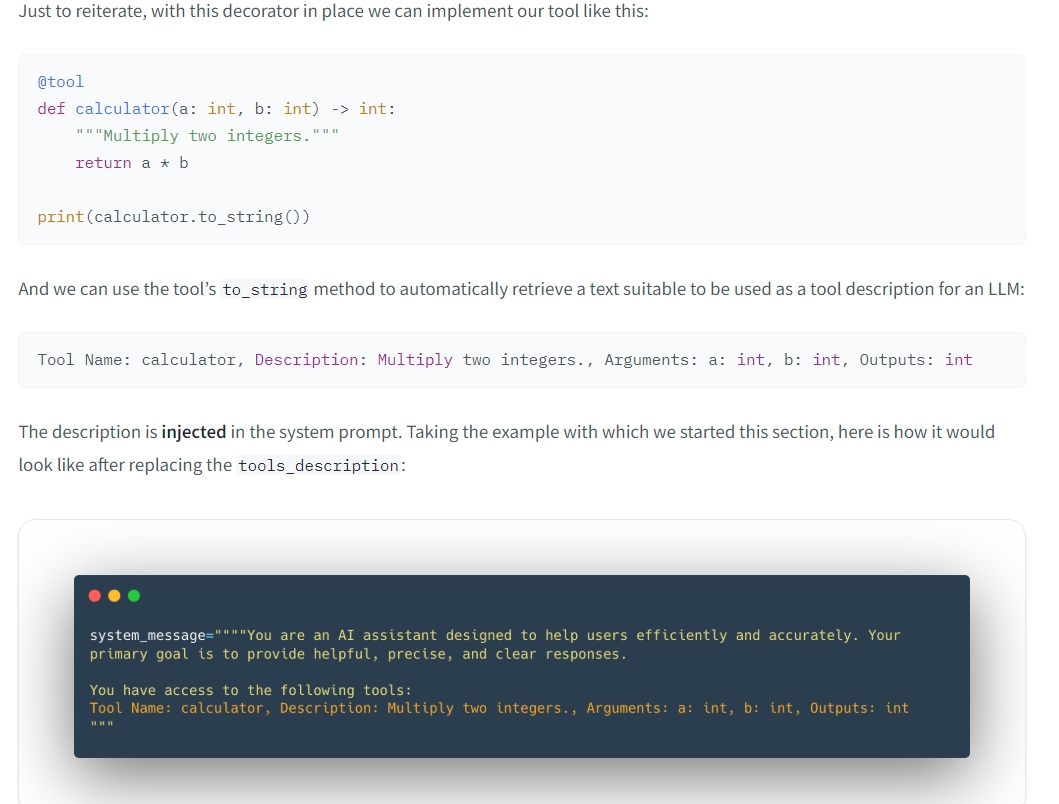 Just to reiterate, with this decorator in place we can implement our tool like this:
@tool
def calculator(a: int, b: int) -> int:
    """Multiply two integers."""
    return a * b

print(calculator.to_string())
And we can use the tool’s to_string method to automatically retrieve a text suitable to be used as a tool description for an LLM:
Tool Name: calculator, Description: Multiply two integers., Arguments: a: int, b: int, Outputs: int
The description is injected in the system prompt. Taking the example with which we started this section, here is how it would
look like after replacing the tools_description:
system_message=""""You are an AI assistant designed to help users efficiently and accurately. Your
primary goal is to provide helpful, precise, and clear responses.

You have access to the following tools:
Tool Name: calculator, Description: Multiply two integers., Arguments: a: int, b: int, Outputs: int
"""